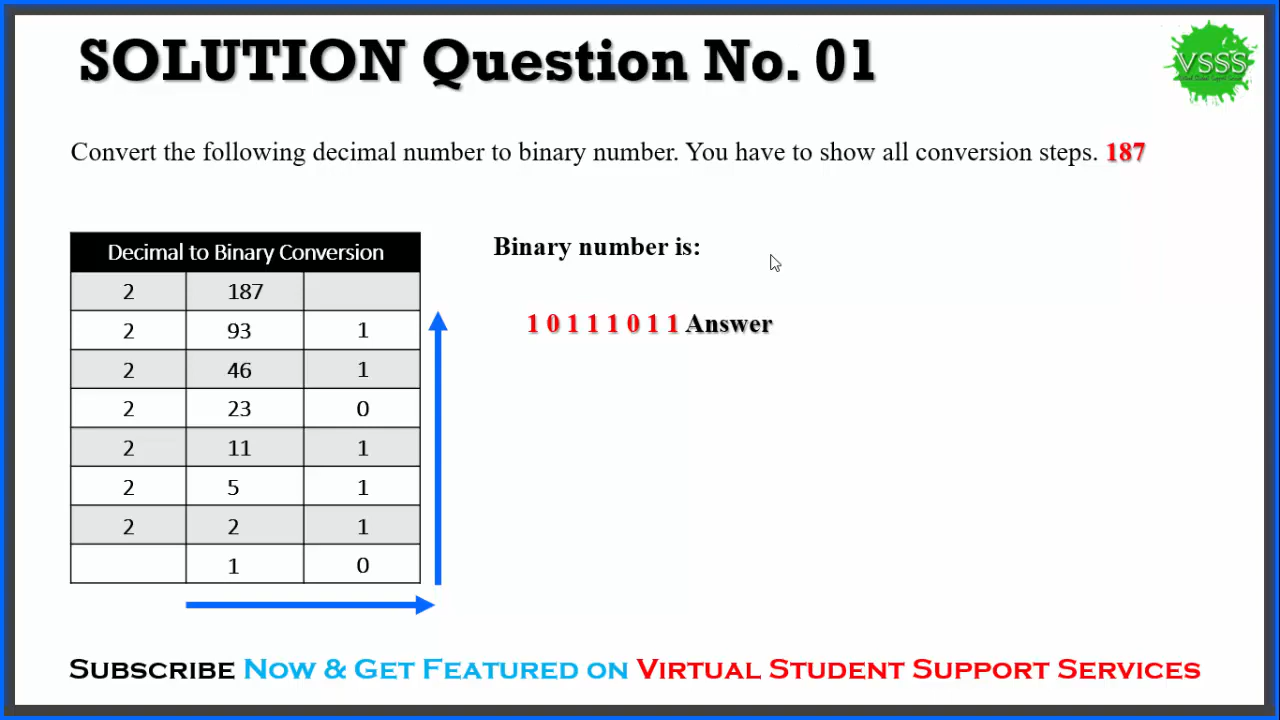 SOLUTION Question No. 01
VSSS
Convert the following decimal number to binary number. You have to show all conversion steps. 187
Decimal to Binary Conversion
2 187
2 93 1
2 46 1
2 23 0
2 11 1
2 5 1
2 2 1
1 0
Binary number is:
1 0 1 1 1 0 1 1 Answer
SUBSCRIBE NOW & GET FEATURED ON VIRTUAL STUDENT SUPPORT SERVICES